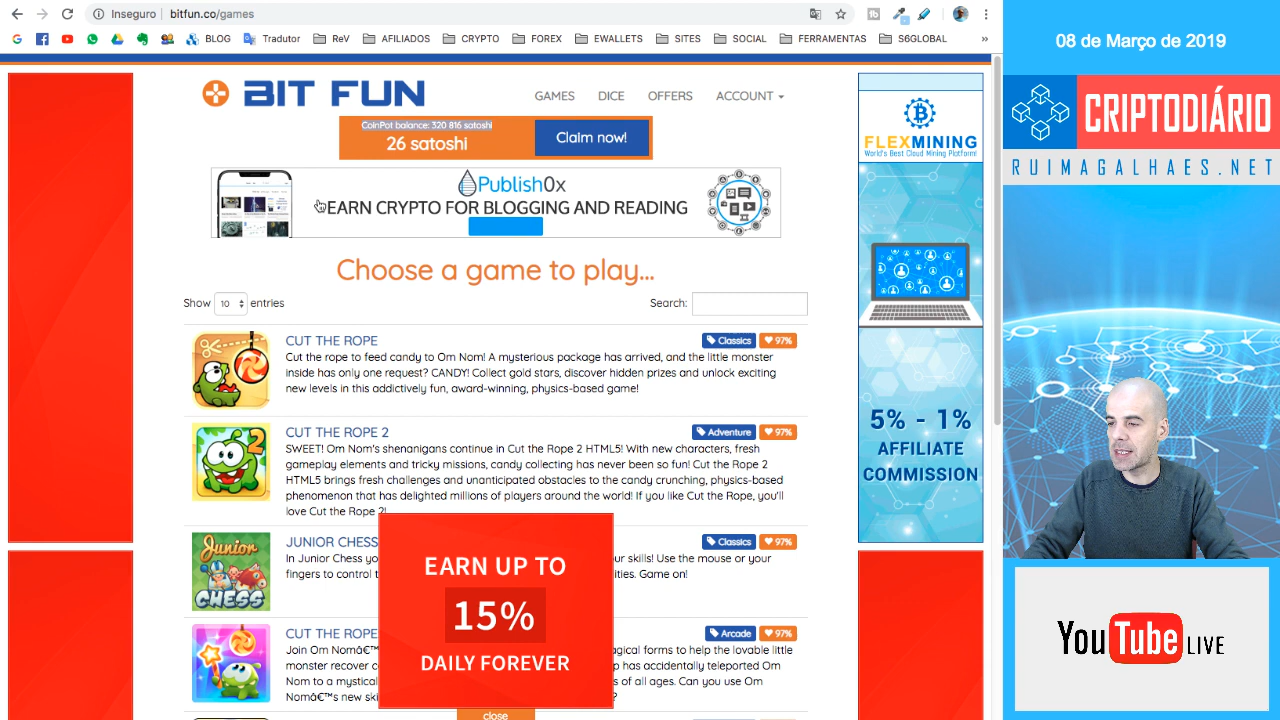 Inseguro
bitfun.co/games
BLOG
Tradutor
ReV
AFILIADOS
CRYPTO
FOREX
EWALLETS
SITES
SOCIAL
FERRAMENTAS
S6GLOBAL
»
BIT FUN
GAMES
DICE
OFFERS
ACCOUNT
CoinPot balance: 320 816 satoshi
26 satoshi
Claim now!
Publish0x
EARN CRYPTO FOR BLOGGING AND READING
Choose a game to play...
Show 10 entries
Search:
CUT THE ROPE
Classics
97%
Cut the rope to feed candy to Om Nom! A mysterious package has arrived, and the little monster
inside has only one request? CANDY! Collect gold stars, discover hidden prizes and unlock exciting
new levels in this addictively fun, award-winning, physics-based game!
CUT THE ROPE 2
Adventure
97%
SWEET! Om Nom's shenanigans continue in Cut the Rope 2 HTML5! With new characters, fresh
gameplay elements and tricky missions, candy collecting has never been so fun! Cut the Rope 2
HTML5 brings fresh challenges and unanticipated obstacles to the candy crunching, physics-based
phenomenon that has delighted millions of players around the world! If you like Cut the Rope, you'll
love Cut the Rope 2!
2
Junior
CHESS
JUNIOR CHESS
Classics
97%
In Junior Chess yo
ur skills! Use the mouse or your
fingers to control t
ities. Game on!
CUT THE ROPE
Arcade
97%
Join Om Nomâ€™
agical forms to help the lovable little
monster recover c
p has accidentally teleported Om
Nom to a mystical
s of all ages. Can you use Om
Nomâ€™s new ski
?
EARN UP TO
15%
DAILY FOREVER
close
FLEXMINING
World's Best Cloud Mining Platform!
5% - 1%
AFFILIATE
COMMISSION
08 de Março de 2019
CRIPTODIÁRIO
RUIMAGALHAES.NET
YouTube LIVE